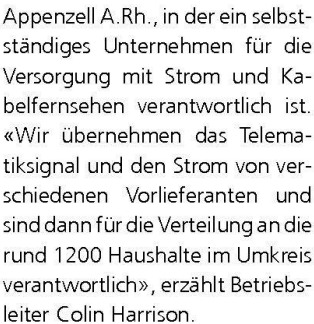 Appenzell A.Rh., in der ein selbst-
ständiges Unternehmen für die
Versorgung mit Strom und Ka-
belfernsehen verantwortlich ist.
«Wir übernehmen das Telema-
tiksignal und den Strom von ver-
schiedenen Vorlieferanten und
sind dann für die Verteilung an die
rund 1200 Haushalte im Umkreis
verantwortlich», erzählt Betriebs-
leiter Colin Harrison.